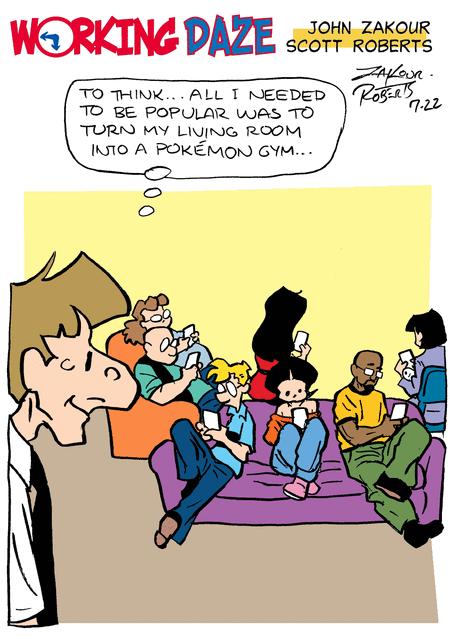 WORKING DAZE
JOHN ZAKOUR
SCOTT ROBERTS
ZAKOUR.
ROBERTS
7-22
TO THINK... ALL I NEEDED
TO BE POPULAR WAS TO
TURN MY LIVING ROOM
INTO A POKÉMON GYM...